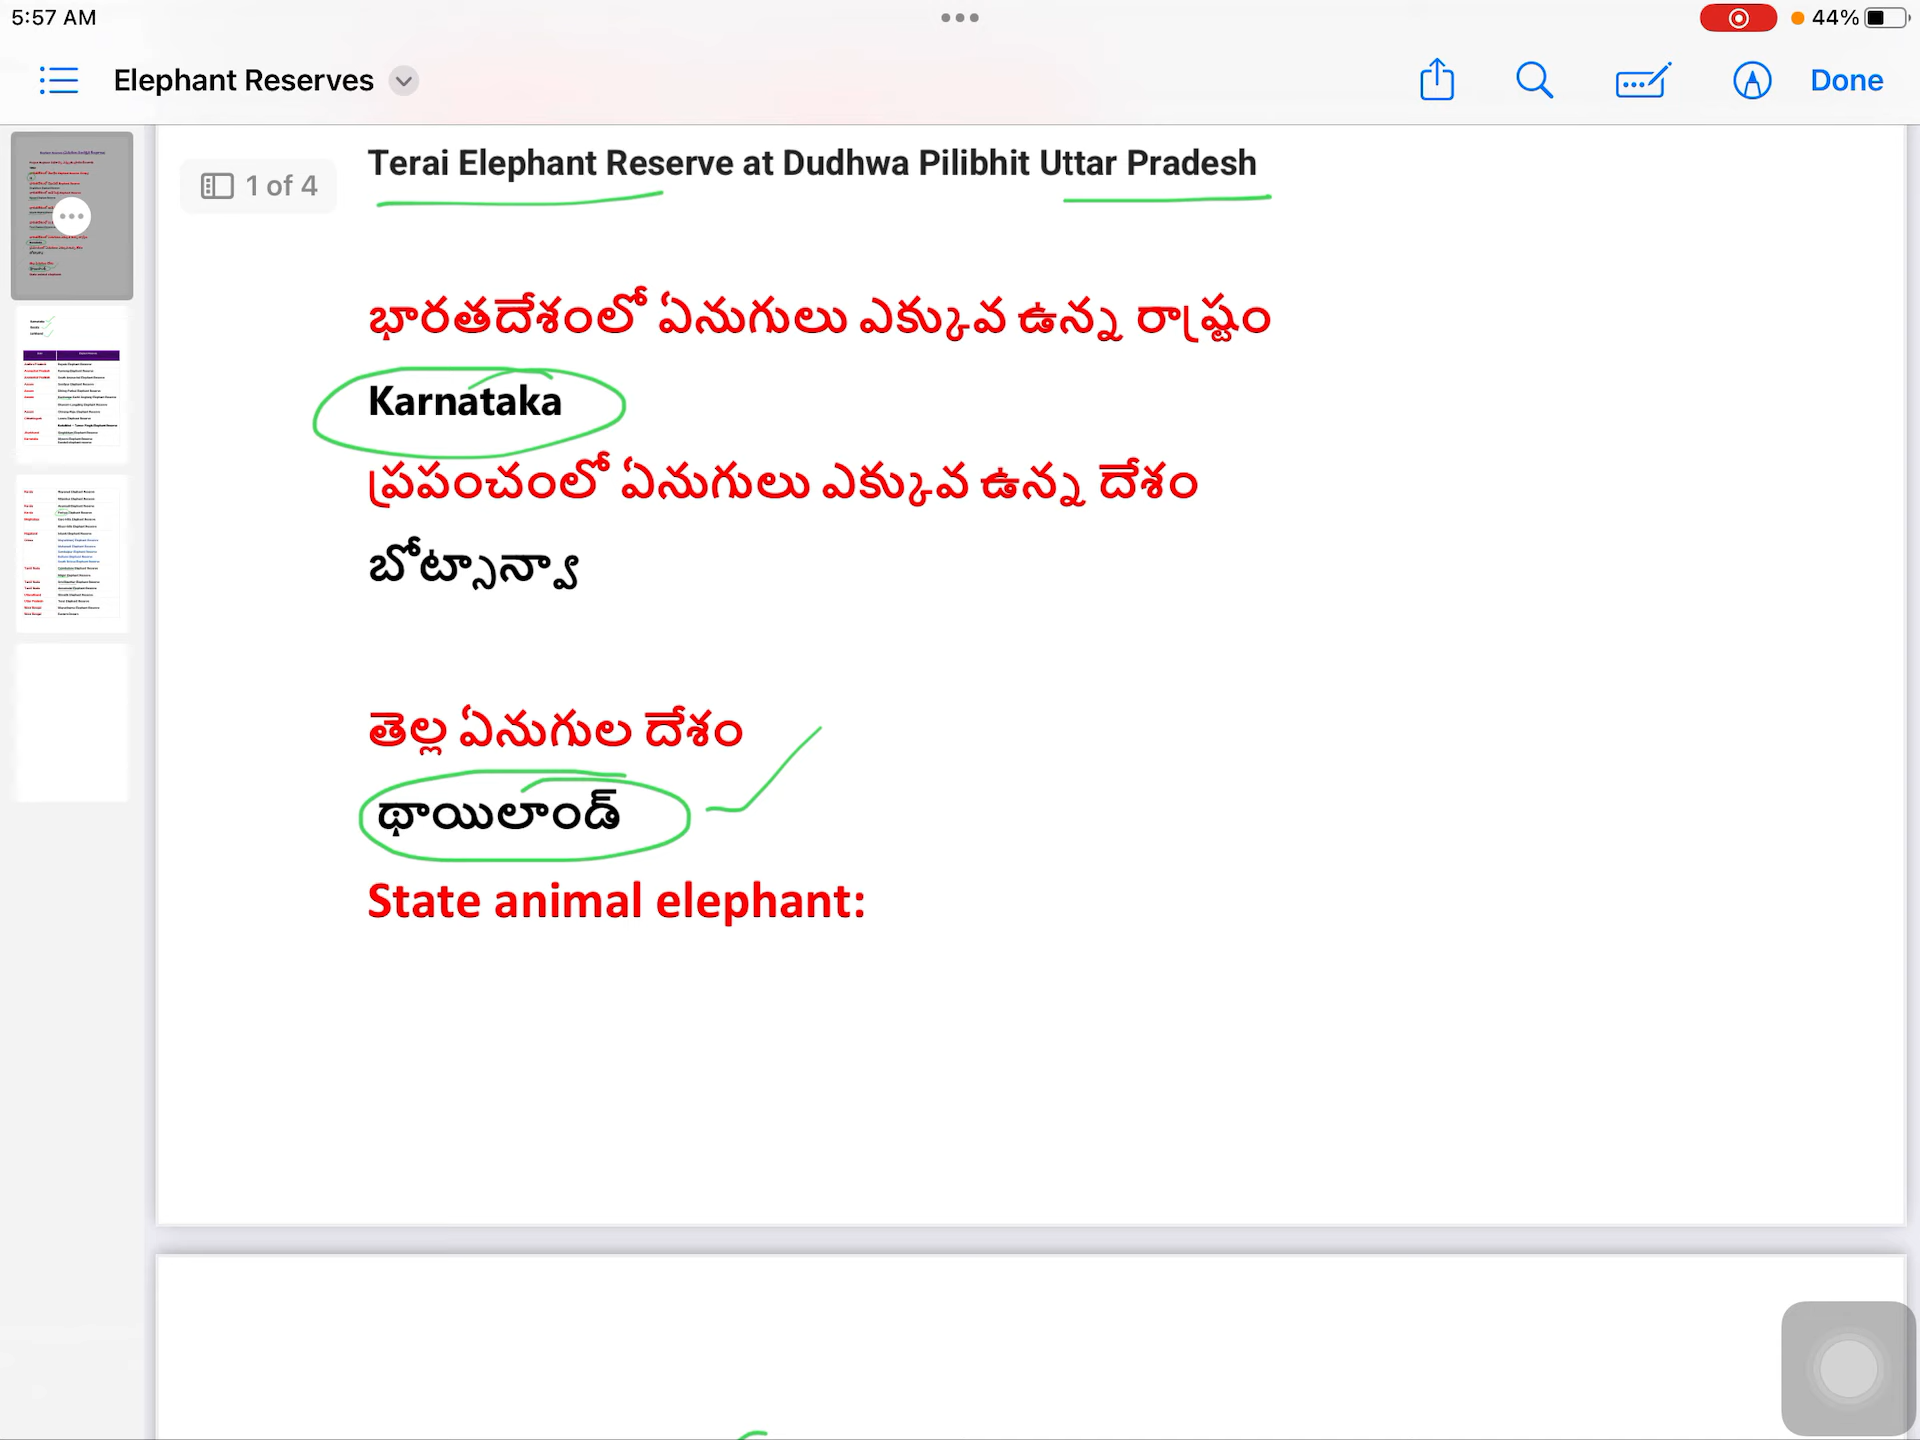 5:57 AM
44%
Elephant Reserves
Done
1 of 4
Terai Elephant Reserve at Dudhwa Pilibhit Uttar Pradesh
భారతదేశంలో ఏనుగులు ఎక్కువ ఉన్న రాష్ట్రం
Karnataka
ప్రపంచంలో ఏనుగులు ఎక్కువ ఉన్న దేశం
బోట్సాన్వా
తెల్ల ఏనుగుల దేశం
థాయిలాండ్
State animal elephant: